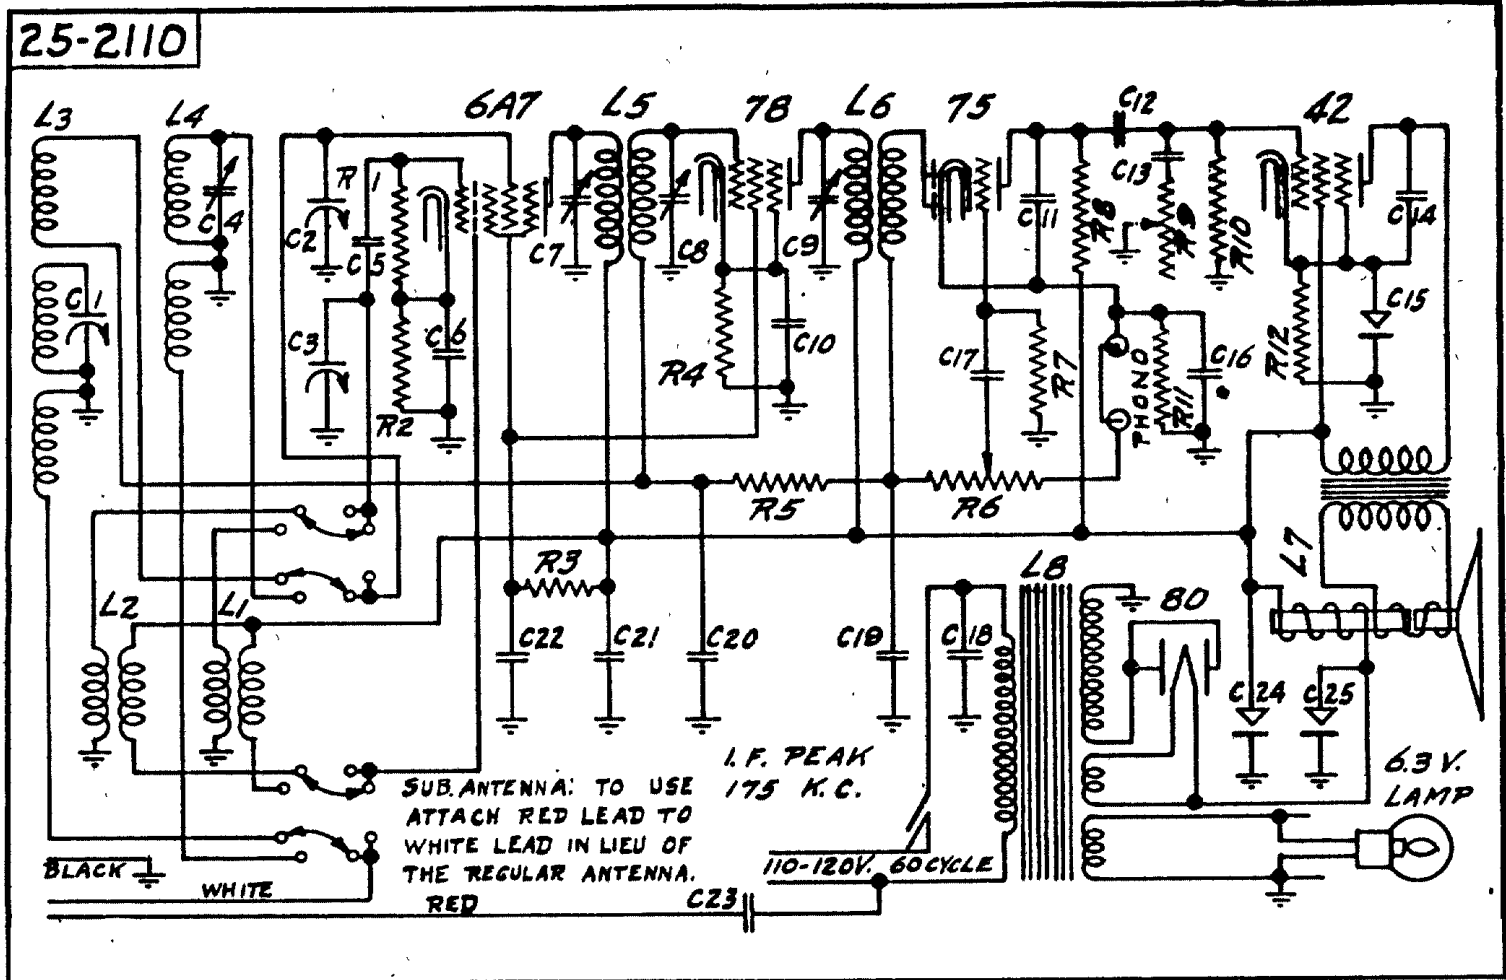 25-2110
L3
L4
6A7
L5
78
L6
75
C12
42
C4
R1
C2
C5
C7
C8
C9
C11
R8
C13
R9
R10
C14
C1
C3
C6
R4
C10
C17
R7
PHONO
R11
C16
R12
C15
R2
R5
R6
R3
L7
L2
L1
L8
80
C22
C21
C20
C19
C18
C24
C25
I.F. PEAK
175 K.C.
6.3 V.
LAMP
SUB. ANTENNA: TO USE
ATTACH RED LEAD TO
WHITE LEAD IN LIEU OF
THE REGULAR ANTENNA.
110-120V. 60 CYCLE
BLACK
WHITE
RED
C23